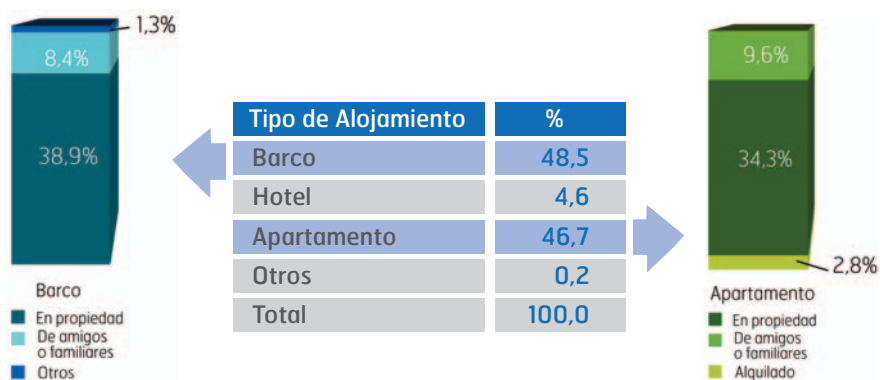 1,3%
8,4%
38,9%
Barco
En propiedad
De amigos
o familiares
Otros
Tipo de Alojamiento %
Barco 48,5
Hotel 4,6
Apartamento 46,7
Otros 0,2
Total 100,0
9,6%
34,3%
2,8%
Apartamento
En propiedad
De amigos
o familiares
Alquilado